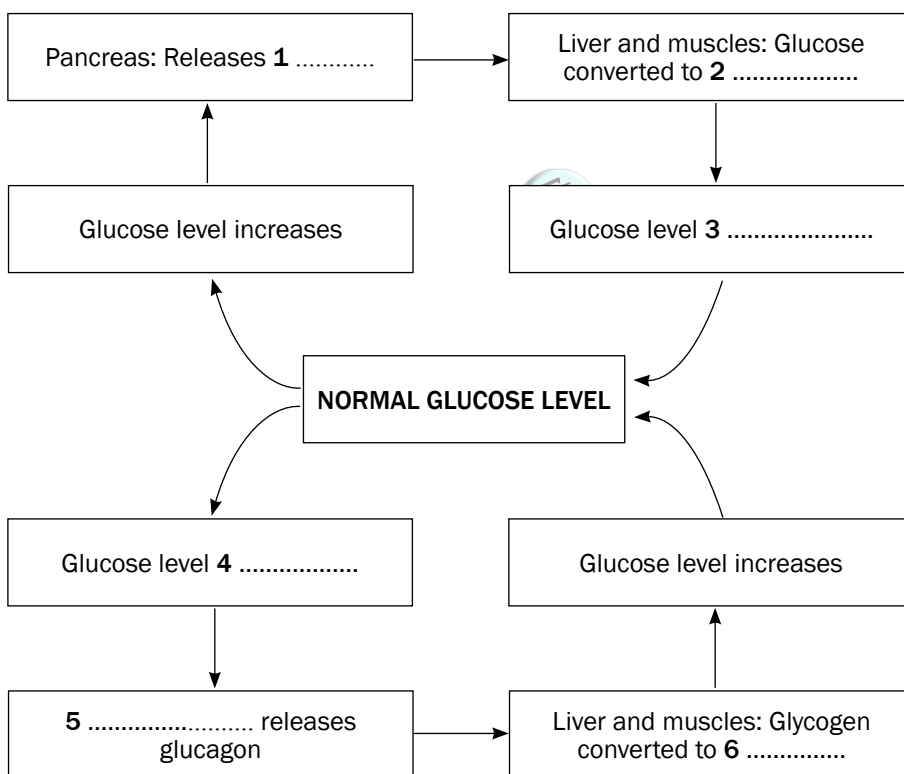 Pancreas: Releases 1 ............
Liver and muscles: Glucose
converted to 2 ...................
Glucose level increases
Glucose level 3 ......................
NORMAL GLUCOSE LEVEL
Glucose level 4 ..................
Glucose level increases
5 ......................... releases
glucagon
Liver and muscles: Glycogen
converted to 6 ...............